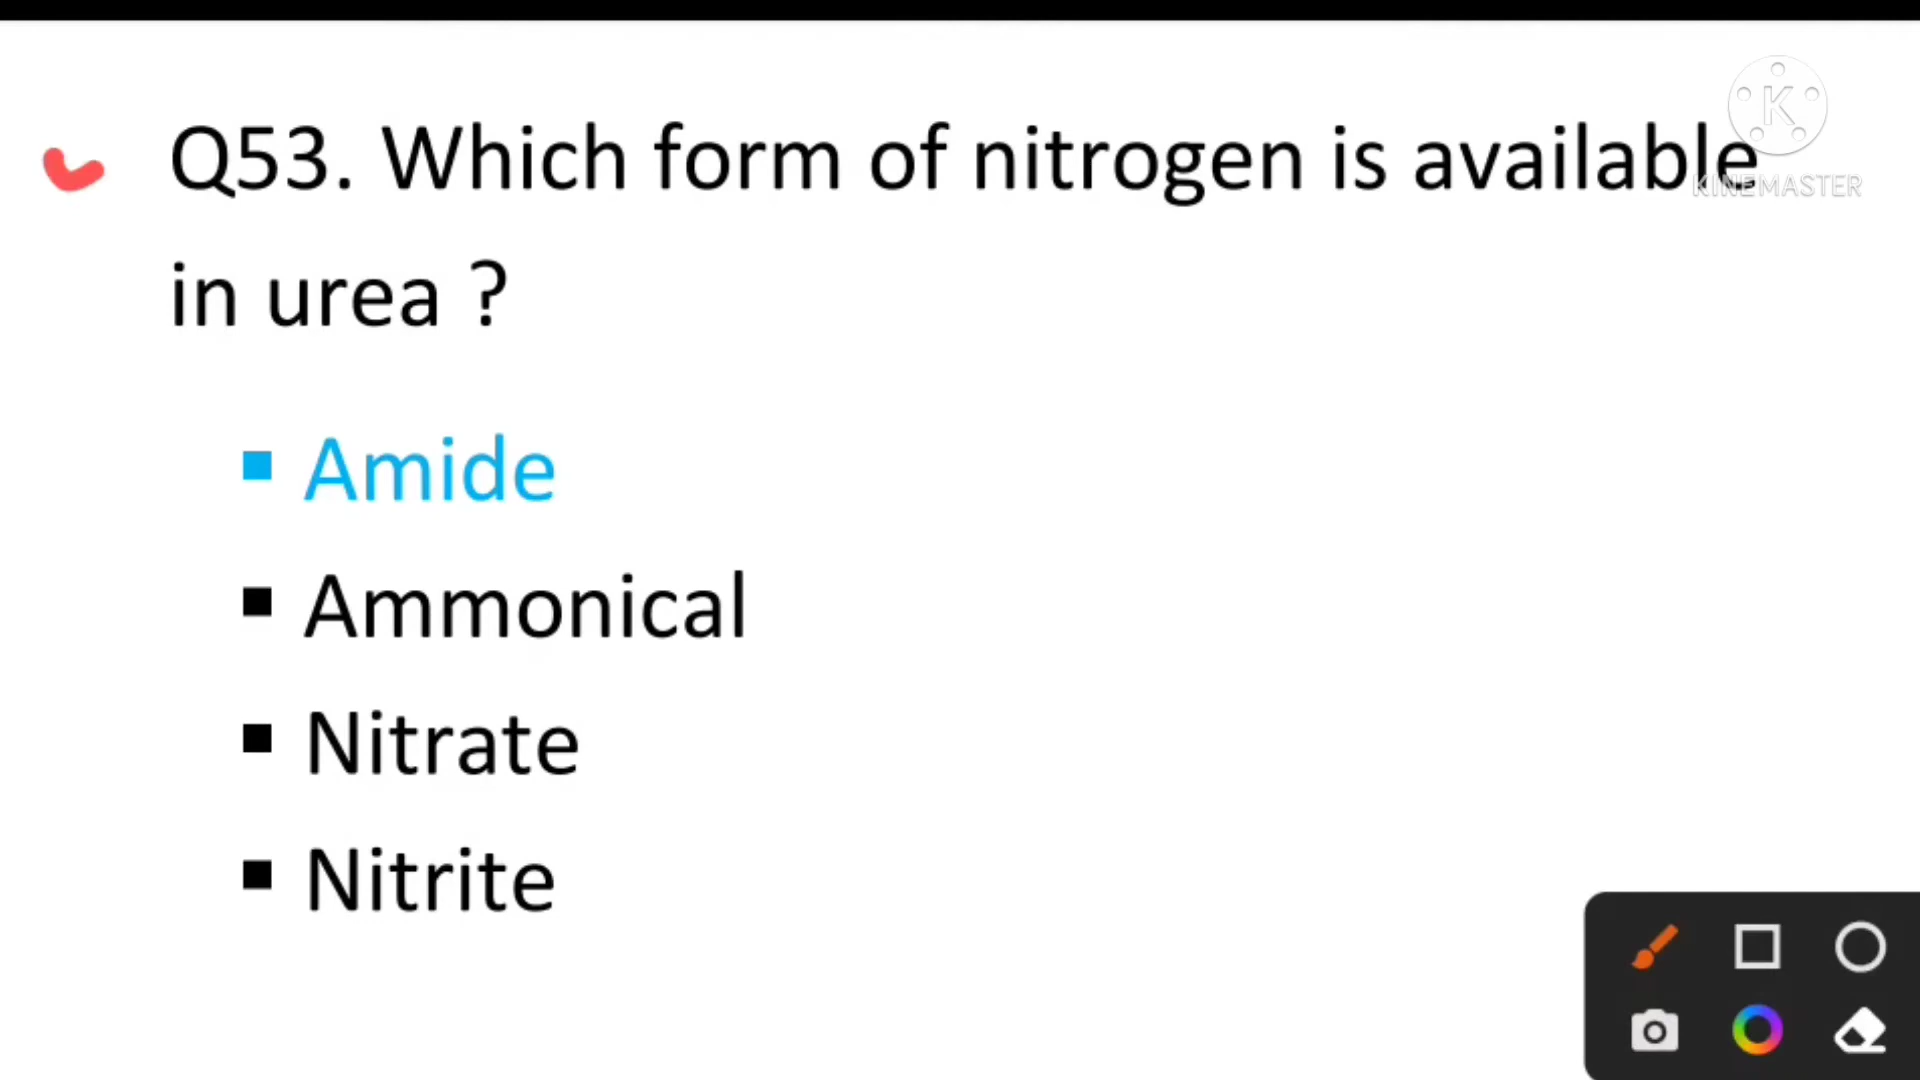 Q53. Which form of nitrogen is available
in urea ?
▪ Amide
▪ Ammonical
▪ Nitrate
▪ Nitrite
K
KINEMASTER